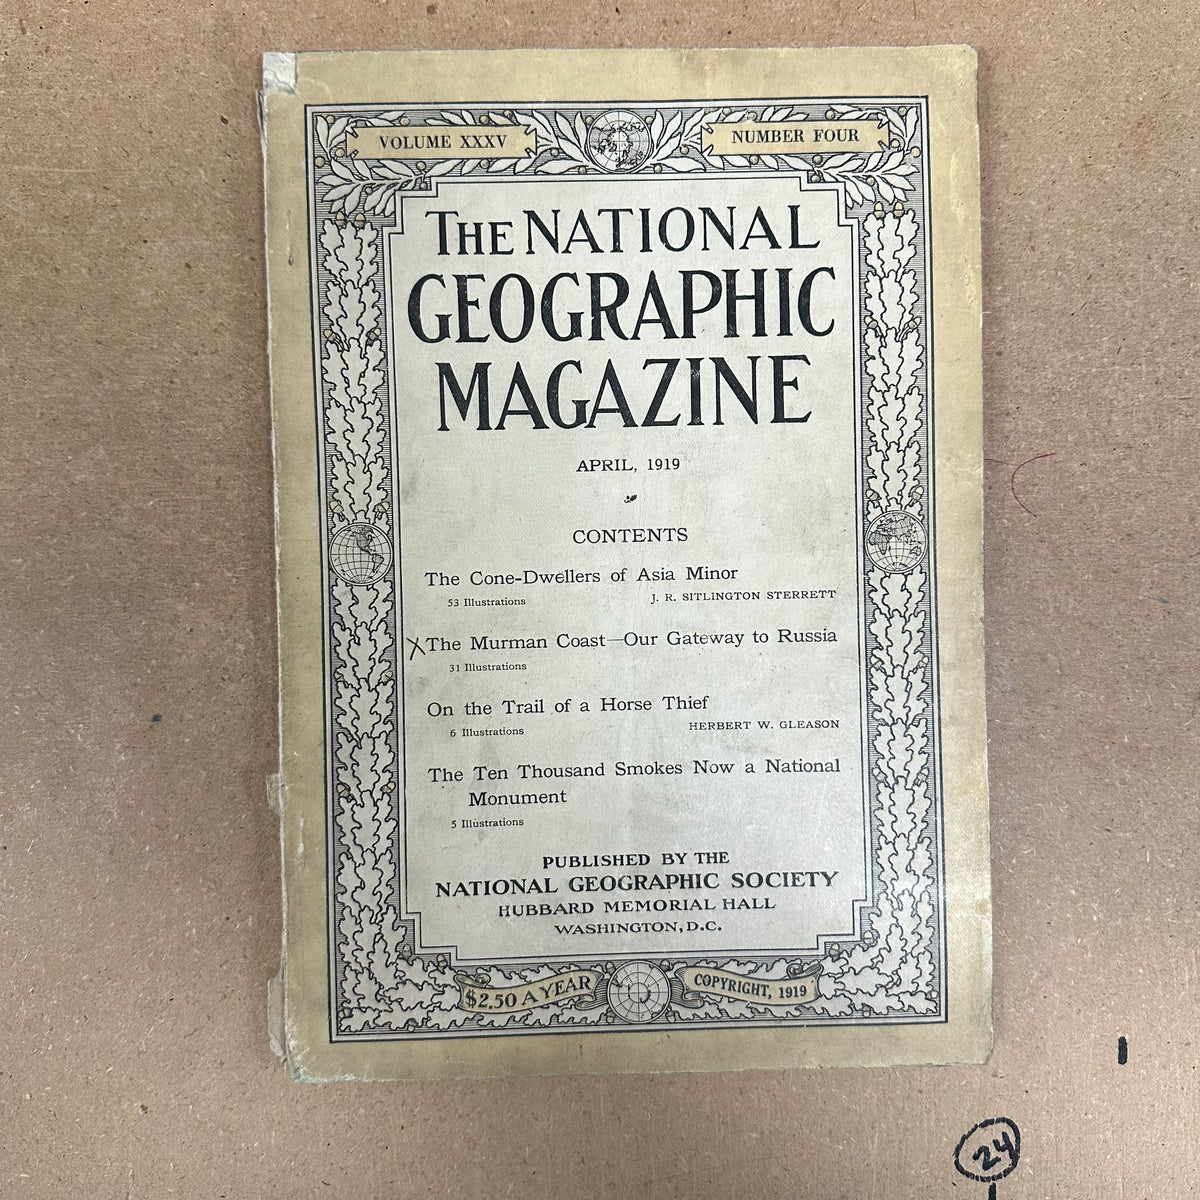 VOLUME XXXV
NUMBER FOUR
THE NATIONAL
GEOGRAPHIC
MAGAZINE
APRIL, 1919
CONTENTS
The Cone-Dwellers of Asia Minor
53 Illustrations J. R. SITLINGTON STERRETT
X The Murman Coast—Our Gateway to Russia
31 Illustrations
On the Trail of a Horse Thief
6 Illustrations HERBERT W. GLEASON
The Ten Thousand Smokes Now a National
Monument
5 Illustrations
PUBLISHED BY THE
NATIONAL GEOGRAPHIC SOCIETY
HUBBARD MEMORIAL HALL
WASHINGTON, D.C.
$2.50 A YEAR
COPYRIGHT, 1919
24